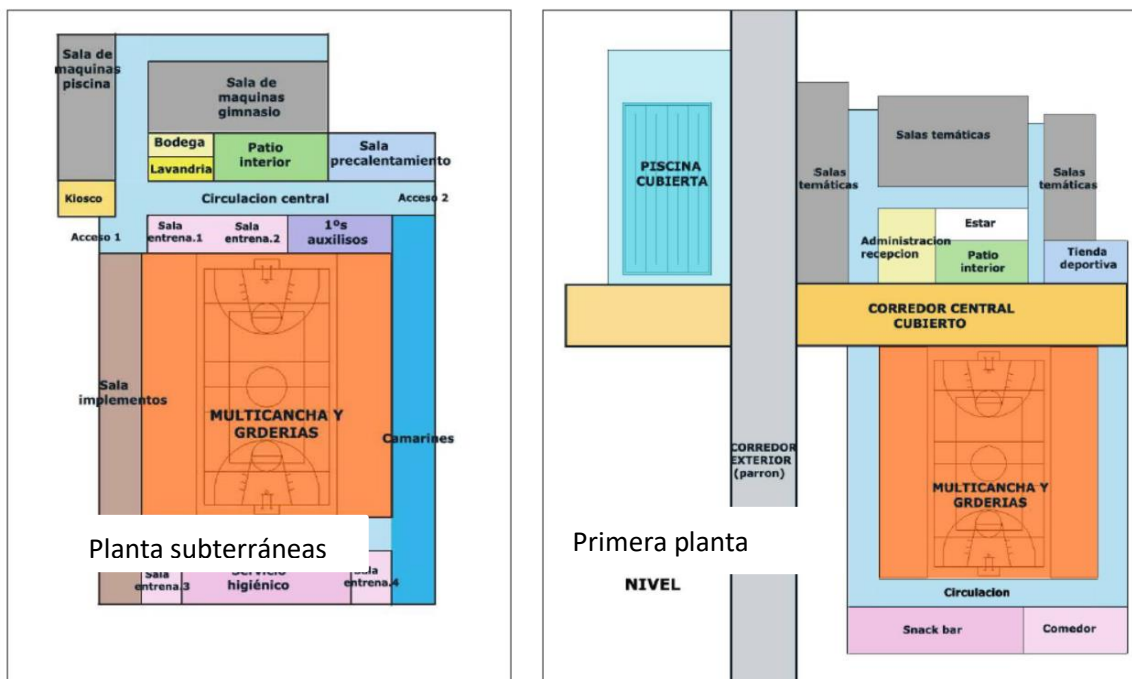 Sala de
maquinas
piscina
Sala de
maquinas
gimnasio
Bodega
Lavandria
Patio
interior
Sala
precalentamiento
Kiosco
Circulacion central
Acceso 2
Acceso 1
Sala
entrena.1
Sala
entrena.2
1ºs
auxilisos
Sala
implementos
MULTICANCHA Y
GRDERIAS
Camarines
Planta subterráneas
Sala
entrena.3
Servicio
higiénico
Sala
entrena.4
PISCINA
CUBIERTA
Salas
temáticas
Salas temáticas
Salas
temáticas
Administracion
recepcion
Estar
Patio
interior
Tienda
deportiva
CORREDOR CENTRAL
CUBIERTO
CORREDOR
EXTERIOR
(parron)
MULTICANCHA Y
GRDERIAS
Primera planta
NIVEL
Circulacion
Snack bar
Comedor